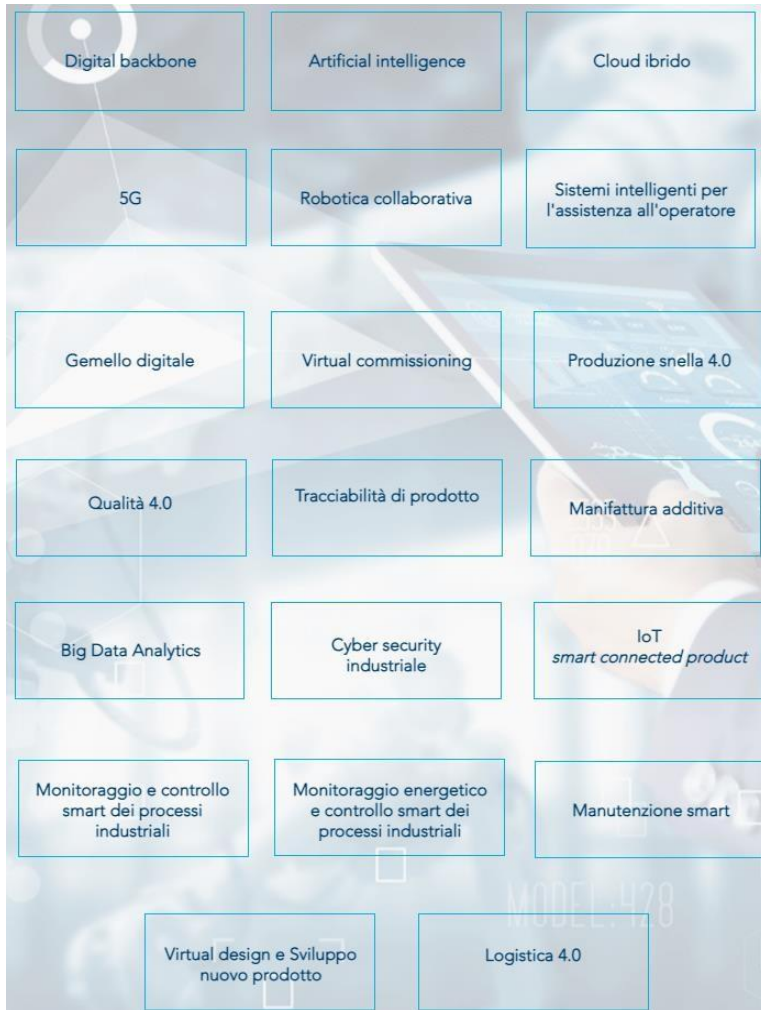 Digital backbone
Artificial intelligence
Cloud ibrido
5G
Robotica collaborativa
Sistemi intelligenti per
l'assistenza all'operatore
Gemello digitale
Virtual commissioning
Produzione snella 4.0
Qualità 4.0
Tracciabilità di prodotto
Manifattura additiva
Big Data Analytics
Cyber security
industriale
IoT
smart connected product
Monitoraggio e controllo
smart dei processi
industriali
Monitoraggio energetico
e controllo smart dei
processi industriali
Manutenzione smart
MODEL:428
Virtual design e Sviluppo
nuovo prodotto
Logistica 4.0